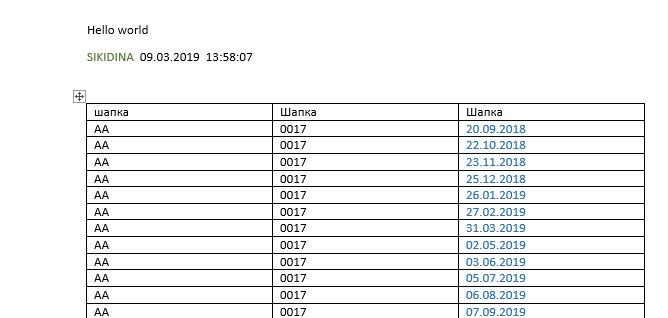 Hello world
SIKIDINA 09.03.2019 13:58:07
шапка Шапка Шапка
AA 0017 20.09.2018
AA 0017 22.10.2018
AA 0017 23.11.2018
AA 0017 25.12.2018
AA 0017 26.01.2019
AA 0017 27.02.2019
AA 0017 31.03.2019
AA 0017 02.05.2019
AA 0017 03.06.2019
AA 0017 05.07.2019
AA 0017 06.08.2019
AA 0017 07.09.2019